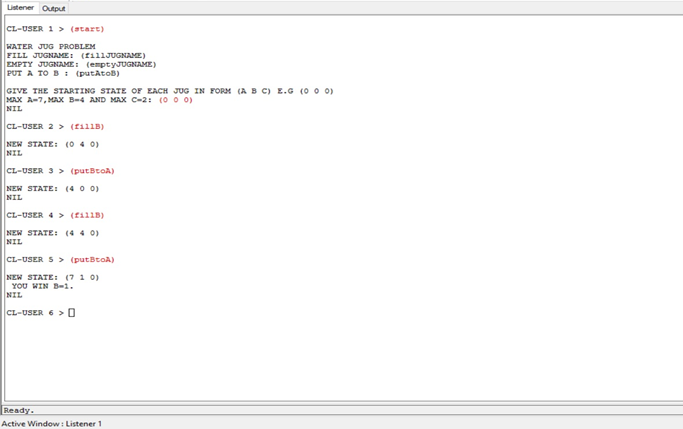 Listener Output
CL-USER 1 > (start)
WATER JUG PROBLEM
FILL JUGNAME: (fillJUGNAME)
EMPTY JUGNAME: (emptyJUGNAME)
PUT A TO B : (putAtoB)
GIVE THE STARTING STATE OF EACH JUG IN FORM (A B C) E.G (0 0 0)
MAX A=7,MAX B=4 AND MAX C=2: (0 0 0)
NIL
CL-USER 2 > (fillB)
NEW STATE: (0 4 0)
NIL
CL-USER 3 > (putBtoA)
NEW STATE: (4 0 0)
NIL
CL-USER 4 > (fillB)
NEW STATE: (4 4 0)
NIL
CL-USER 5 > (putBtoA)
NEW STATE: (7 1 0)
YOU WIN B=1.
NIL
CL-USER 6 >
Ready.
Active Window : Listener 1